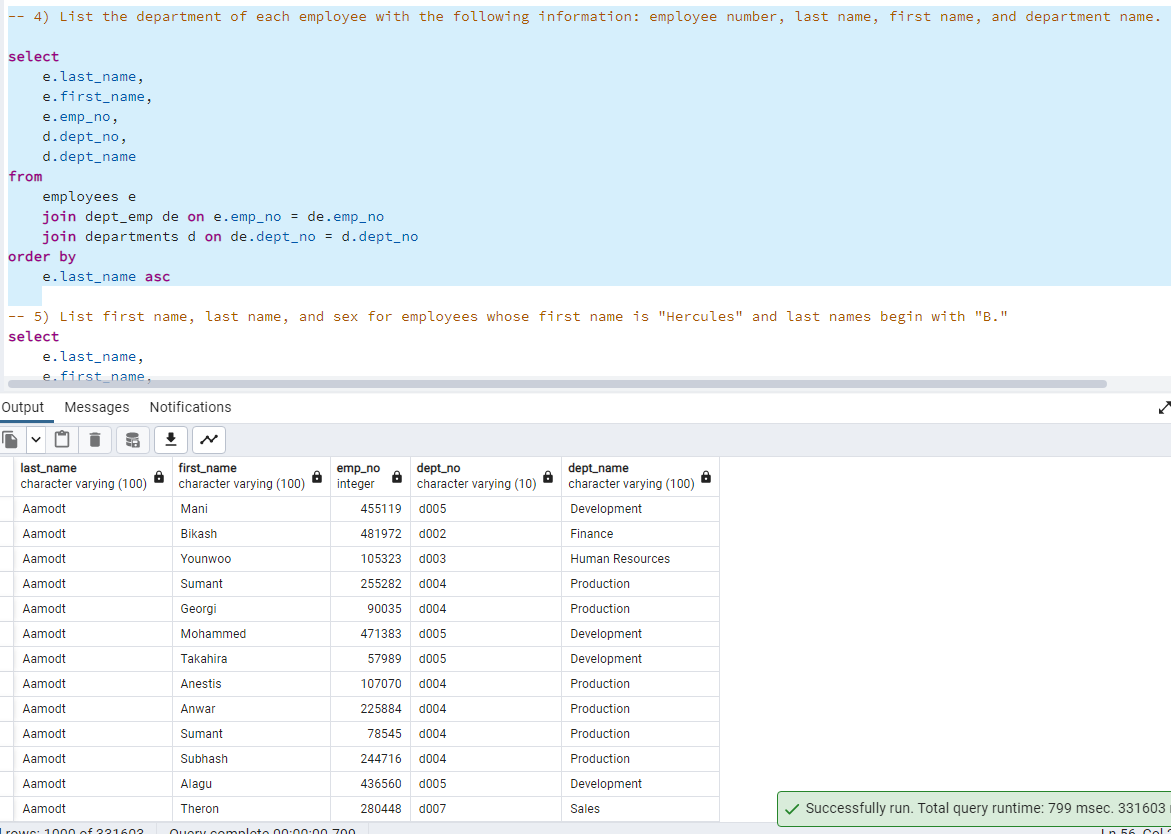 -- 4) List the department of each employee with the following information: employee number, last name, first name, and department name.
select
e.last_name,
e.first_name,
e.emp_no,
d.dept_no,
d.dept_name
from
employees e
join dept_emp de on e.emp_no = de.emp_no
join departments d on de.dept_no = d.dept_no
order by
e.last_name asc
-- 5) List first name, last name, and sex for employees whose first name is "Hercules" and last names begin with "B."
select
e.last_name,
e.first_name,
Output Messages Notifications
last_name first_name emp_no dept_no dept_name
character varying (100) character varying (100) integer character varying (10) character varying (100)
Aamodt Mani 455119 d005 Development
Aamodt Bikash 481972 d002 Finance
Aamodt Younwoo 105323 d003 Human Resources
Aamodt Sumant 255282 d004 Production
Aamodt Georgi 90035 d004 Production
Aamodt Mohammed 471383 d005 Development
Aamodt Takahira 57989 d005 Development
Aamodt Anestis 107070 d004 Production
Aamodt Anwar 225884 d004 Production
Aamodt Sumant 78545 d004 Production
Aamodt Subhash 244716 d004 Production
Aamodt Alagu 436560 d005 Development
Aamodt Theron 280448 d007 Sales
Successfully run. Total query runtime: 799 msec. 331603
rows: 1000 of 331603 Query complete 00:00:00.799 Ln 56, Col